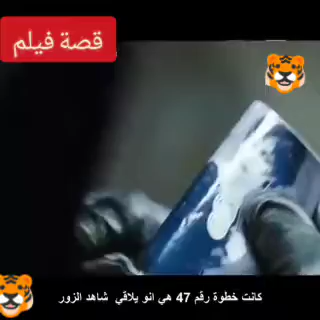 قصة فيلم
كانت خطوة رقم 47 هي انو يلاقي شاهد الزور